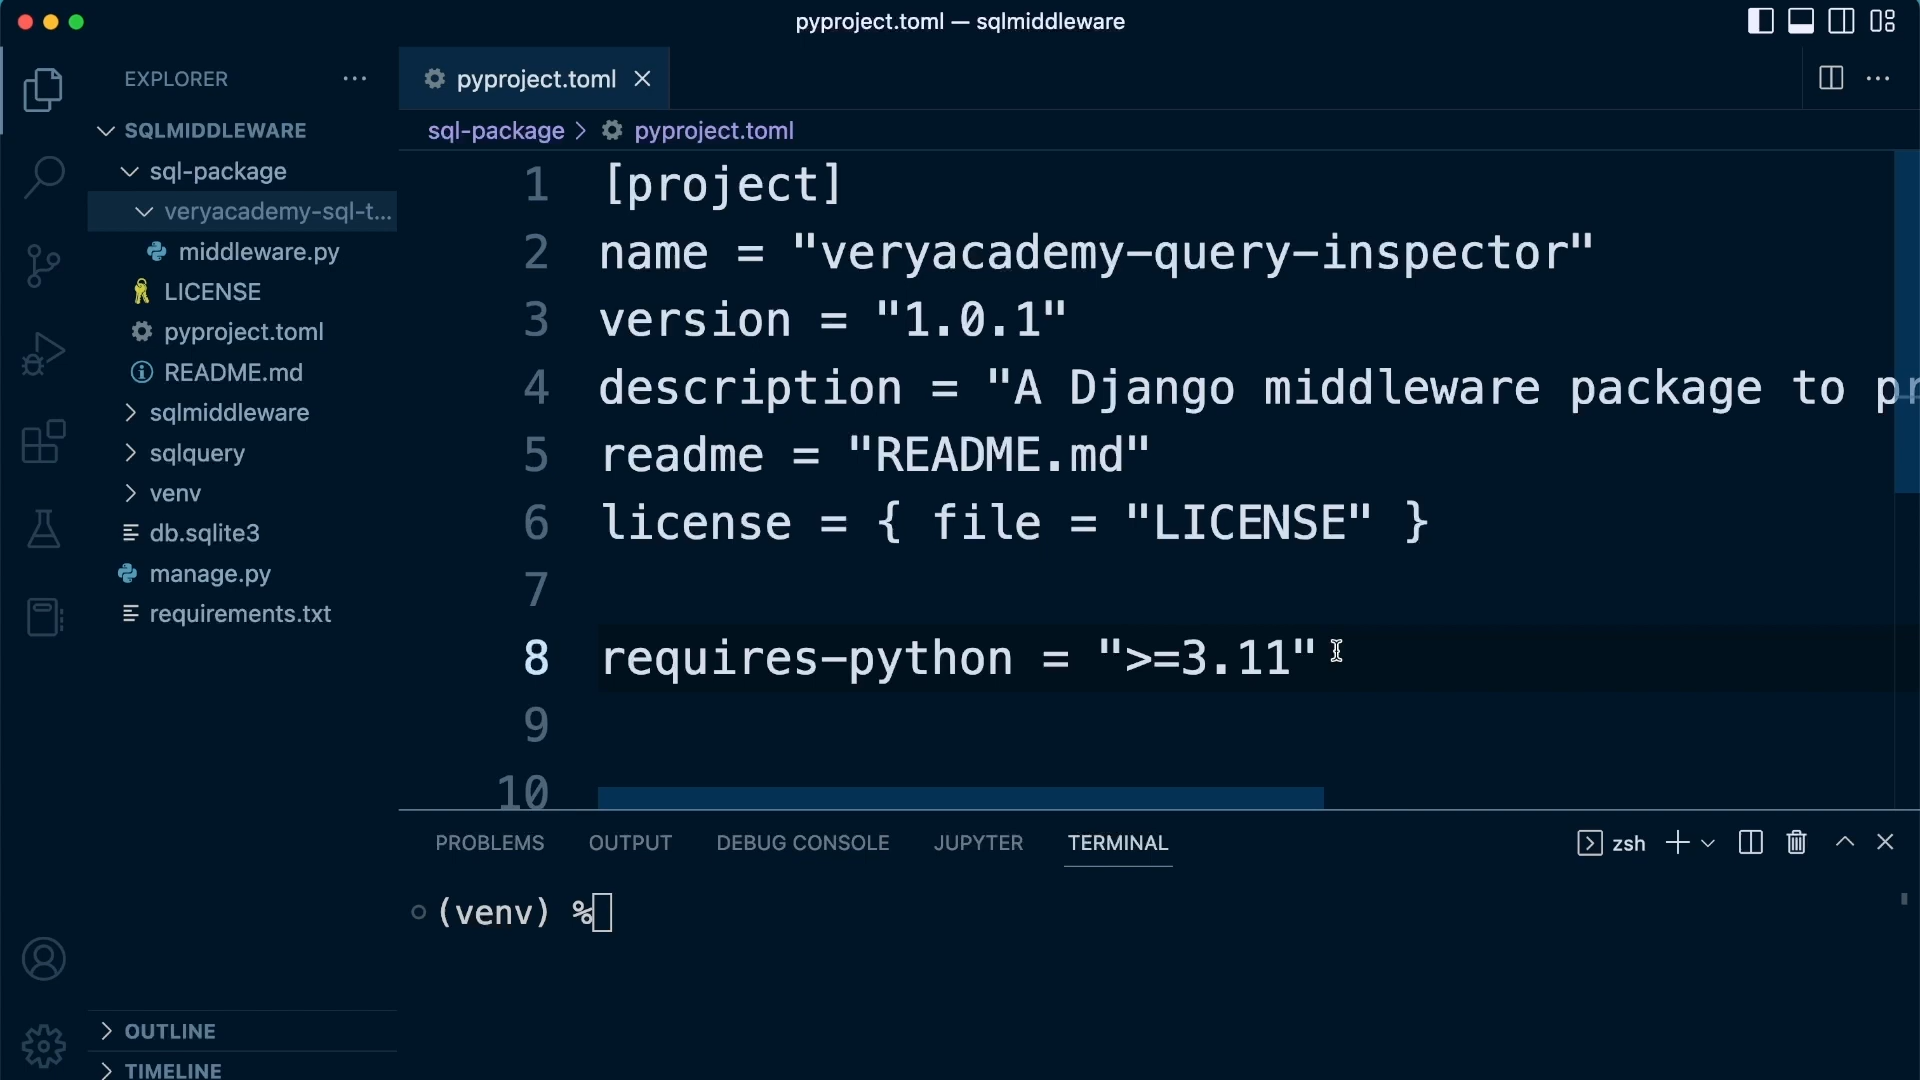 pyproject.toml — sqlmiddleware
EXPLORER
SQLMIDDLEWARE
sql-package
veryacademy-sql-t...
middleware.py
LICENSE
pyproject.toml
README.md
sqlmiddleware
sqlquery
venv
db.sqlite3
manage.py
requirements.txt
OUTLINE
TIMELINE
pyproject.toml
sql-package > pyproject.toml
1 [project]
2 name = "veryacademy-query-inspector"
3 version = "1.0.1"
4 description = "A Django middleware package to pr
5 readme = "README.md"
6 license = { file = "LICENSE" }
7
8 requires-python = ">=3.11"
9
10
PROBLEMS OUTPUT DEBUG CONSOLE JUPYTER TERMINAL zsh
(venv) %